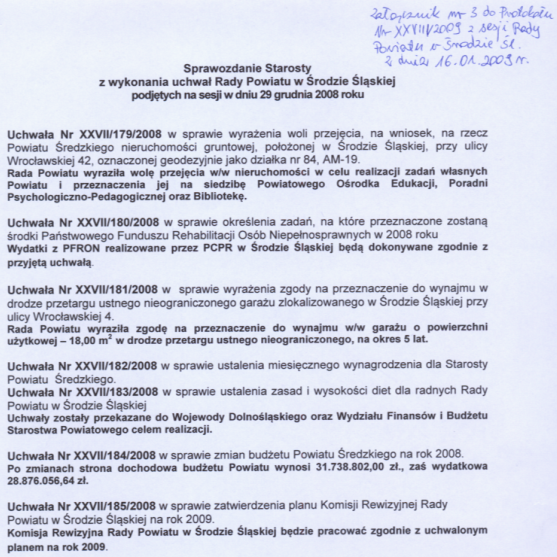 Załącznik nr 3 do Protokołu
Nr XXVIII/2009 z sesji Rady
Powiatu w Środzie Śl.
z dnia 16.01.2009 r.
Sprawozdanie Starosty
z wykonania uchwał Rady Powiatu w Środzie Śląskiej
podjętych na sesji w dniu 29 grudnia 2008 roku
Uchwała Nr XXVII/179/2008 w sprawie wyrażenia woli przejęcia, na wniosek, na rzecz
Powiatu Średzkiego nieruchomości gruntowej, położonej w Środzie Śląskiej, przy ulicy
Wrocławskiej 42, oznaczonej geodezyjnie jako działka nr 84, AM-19.
Rada Powiatu wyraziła wolę przejęcia w/w nieruchomości w celu realizacji zadań własnych
Powiatu i przeznaczenia jej na siedzibę Powiatowego Ośrodka Edukacji, Poradni
Psychologiczno-Pedagogicznej oraz Bibliotekę.
Uchwała Nr XXVII/180/2008 w sprawie określenia zadań, na które przeznaczone zostaną
środki Państwowego Funduszu Rehabilitacji Osób Niepełnosprawnych w 2008 roku
Wydatki z PFRON realizowane przez PCPR w Środzie Śląskiej będą dokonywane zgodnie z
przyjętą uchwałą.
Uchwała Nr XXVII/181/2008 w sprawie wyrażenia zgody na przeznaczenie do wynajmu w
drodze przetargu ustnego nieograniczonego garażu zlokalizowanego w Środzie Śląskiej przy
ulicy Wrocławskiej 4.
Rada Powiatu wyraziła zgodę na przeznaczenie do wynajmu w/w garażu o powierzchni
użytkowej – 18,00 m² w drodze przetargu ustnego nieograniczonego, na okres 5 lat.
Uchwała Nr XXVII/182/2008 w sprawie ustalenia miesięcznego wynagrodzenia dla Starosty
Powiatu Średzkiego.
Uchwała Nr XXVII/183/2008 w sprawie ustalenia zasad i wysokości diet dla radnych Rady
Powiatu w Środzie Śląskiej
Uchwały zostały przekazane do Wojewody Dolnośląskiego oraz Wydziału Finansów i Budżetu
Starostwa Powiatowego celem realizacji.
Uchwała Nr XXVII/184/2008 w sprawie zmian budżetu Powiatu Średzkiego na rok 2008.
Po zmianach strona dochodowa budżetu Powiatu wynosi 31.738.802,00 zł., zaś wydatkowa
28.876.056,64 zł.
Uchwała Nr XXVII/185/2008 w sprawie zatwierdzenia planu Komisji Rewizyjnej Rady
Powiatu w Środzie Śląskiej na rok 2009.
Komisja Rewizyjna Rady Powiatu w Środzie Śląskiej będzie pracować zgodnie z uchwalonym
planem na rok 2009.